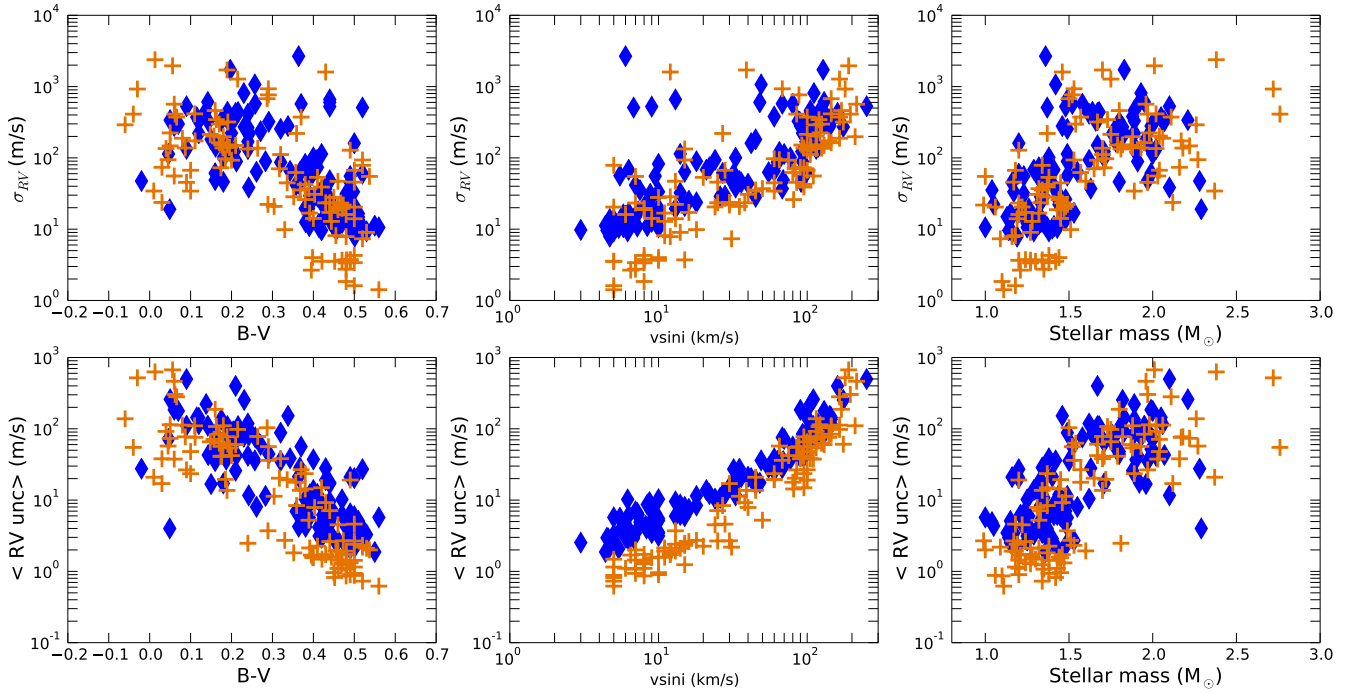 10^4
10^3
10^2
10^1
10^0
σ_RV (m/s)
−0.2 −0.1 0.0 0.1 0.2 0.3 0.4 0.5 0.6 0.7
B-V
10^4
10^3
10^2
10^1
10^0
σ_RV (m/s)
10^0 10^1 10^2
vsini (km/s)
10^4
10^3
10^2
10^1
10^0
σ_RV (m/s)
1.0 1.5 2.0 2.5 3.0
Stellar mass (M_⊙)
10^3
10^2
10^1
10^0
10^-1
< RV unc> (m/s)
−0.2 −0.1 0.0 0.1 0.2 0.3 0.4 0.5 0.6 0.7
B-V
10^3
10^2
10^1
10^0
10^-1
< RV unc> (m/s)
10^0 10^1 10^2
vsini (km/s)
10^3
10^2
10^1
10^0
10^-1
< RV unc> (m/s)
1.0 1.5 2.0 2.5 3.0
Stellar mass (M_⊙)